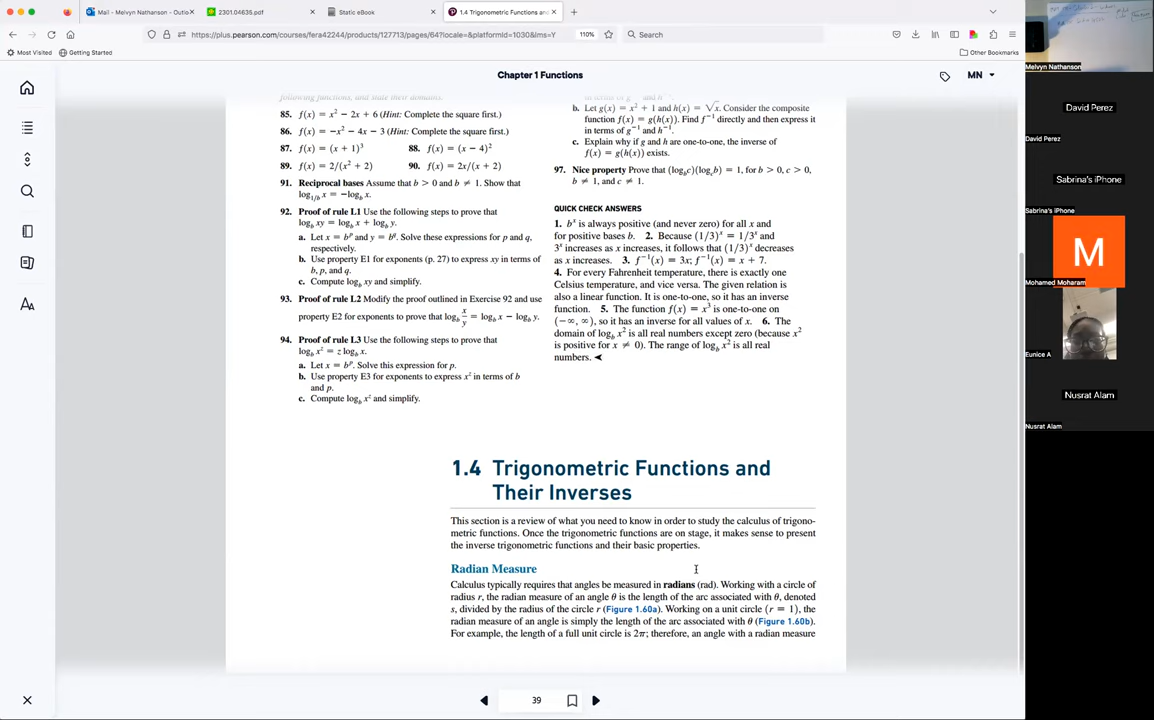 Mail - Melvyn Nathanson - Outlo
2301.04635.pdf
Static eBook
1.4 Trigonometric Functions an
https://plus.pearson.com/courses/fera42244/products/127713/pages/64?locale=&platformId=1030&ims=Y
110%
Search
Most Visited
Getting Started
Other Bookmarks
Chapter 1 Functions
MN
following functions, and state their domains.
85. f(x) = x² − 2x + 6 (Hint: Complete the square first.)
86. f(x) = −x² − 4x − 3 (Hint: Complete the square first.)
87. f(x) = (x + 1)³ 88. f(x) = (x − 4)²
89. f(x) = 2/(x² + 2) 90. f(x) = 2x/(x + 2)
91. Reciprocal bases Assume that b > 0 and b ≠ 1. Show that
log₁/b x = −log_b x.
92. Proof of rule L1 Use the following steps to prove that
log_b xy = log_b x + log_b y.
a. Let x = b^p and y = b^q. Solve these expressions for p and q,
respectively.
b. Use property E1 for exponents (p. 27) to express xy in terms of
b, p, and q.
c. Compute log_b xy and simplify.
93. Proof of rule L2 Modify the proof outlined in Exercise 92 and use
property E2 for exponents to prove that log_b x/y = log_b x − log_b y.
94. Proof of rule L3 Use the following steps to prove that
log_b x^z = z log_b x.
a. Let x = b^p. Solve this expression for p.
b. Use property E3 for exponents to express x^z in terms of b
and p.
c. Compute log_b x^z and simplify.
b. Let g(x) = x² + 1 and h(x) = √x. Consider the composite
function f(x) = g(h(x)). Find f⁻¹ directly and then express it
in terms of g⁻¹ and h⁻¹.
c. Explain why if g and h are one-to-one, the inverse of
f(x) = g(h(x)) exists.
97. Nice property Prove that (log_b c)(log_c b) = 1, for b > 0, c > 0,
b ≠ 1, and c ≠ 1.
QUICK CHECK ANSWERS
1. b^x is always positive (and never zero) for all x and
for positive bases b. 2. Because (1/3)^x = 1/3^x and
3^x increases as x increases, it follows that (1/3)^x decreases
as x increases. 3. f⁻¹(x) = 3x; f⁻¹(x) = x + 7.
4. For every Fahrenheit temperature, there is exactly one
Celsius temperature, and vice versa. The given relation is
also a linear function. It is one-to-one, so it has an inverse
function. 5. The function f(x) = x³ is one-to-one on
(−∞, ∞), so it has an inverse for all values of x. 6. The
domain of log_b x² is all real numbers except zero (because x²
is positive for x ≠ 0). The range of log_b x² is all real
numbers.
1.4 Trigonometric Functions and
Their Inverses
This section is a review of what you need to know in order to study the calculus of trigono-
metric functions. Once the trigonometric functions are on stage, it makes sense to present
the inverse trigonometric functions and their basic properties.
Radian Measure
Calculus typically requires that angles be measured in radians (rad). Working with a circle of
radius r, the radian measure of an angle θ is the length of the arc associated with θ, denoted
s, divided by the radius of the circle r (Figure 1.60a). Working on a unit circle (r = 1), the
radian measure of an angle is simply the length of the arc associated with θ (Figure 1.60b).
For example, the length of a full unit circle is 2π; therefore, an angle with a radian measure
39
Melvyn Nathanson
David Perez
David Perez
Sabrina's iPhone
Sabrina's iPhone
M
Mohamed Moharam
Eunice A
Nusrat Alam
Nusrat Alam